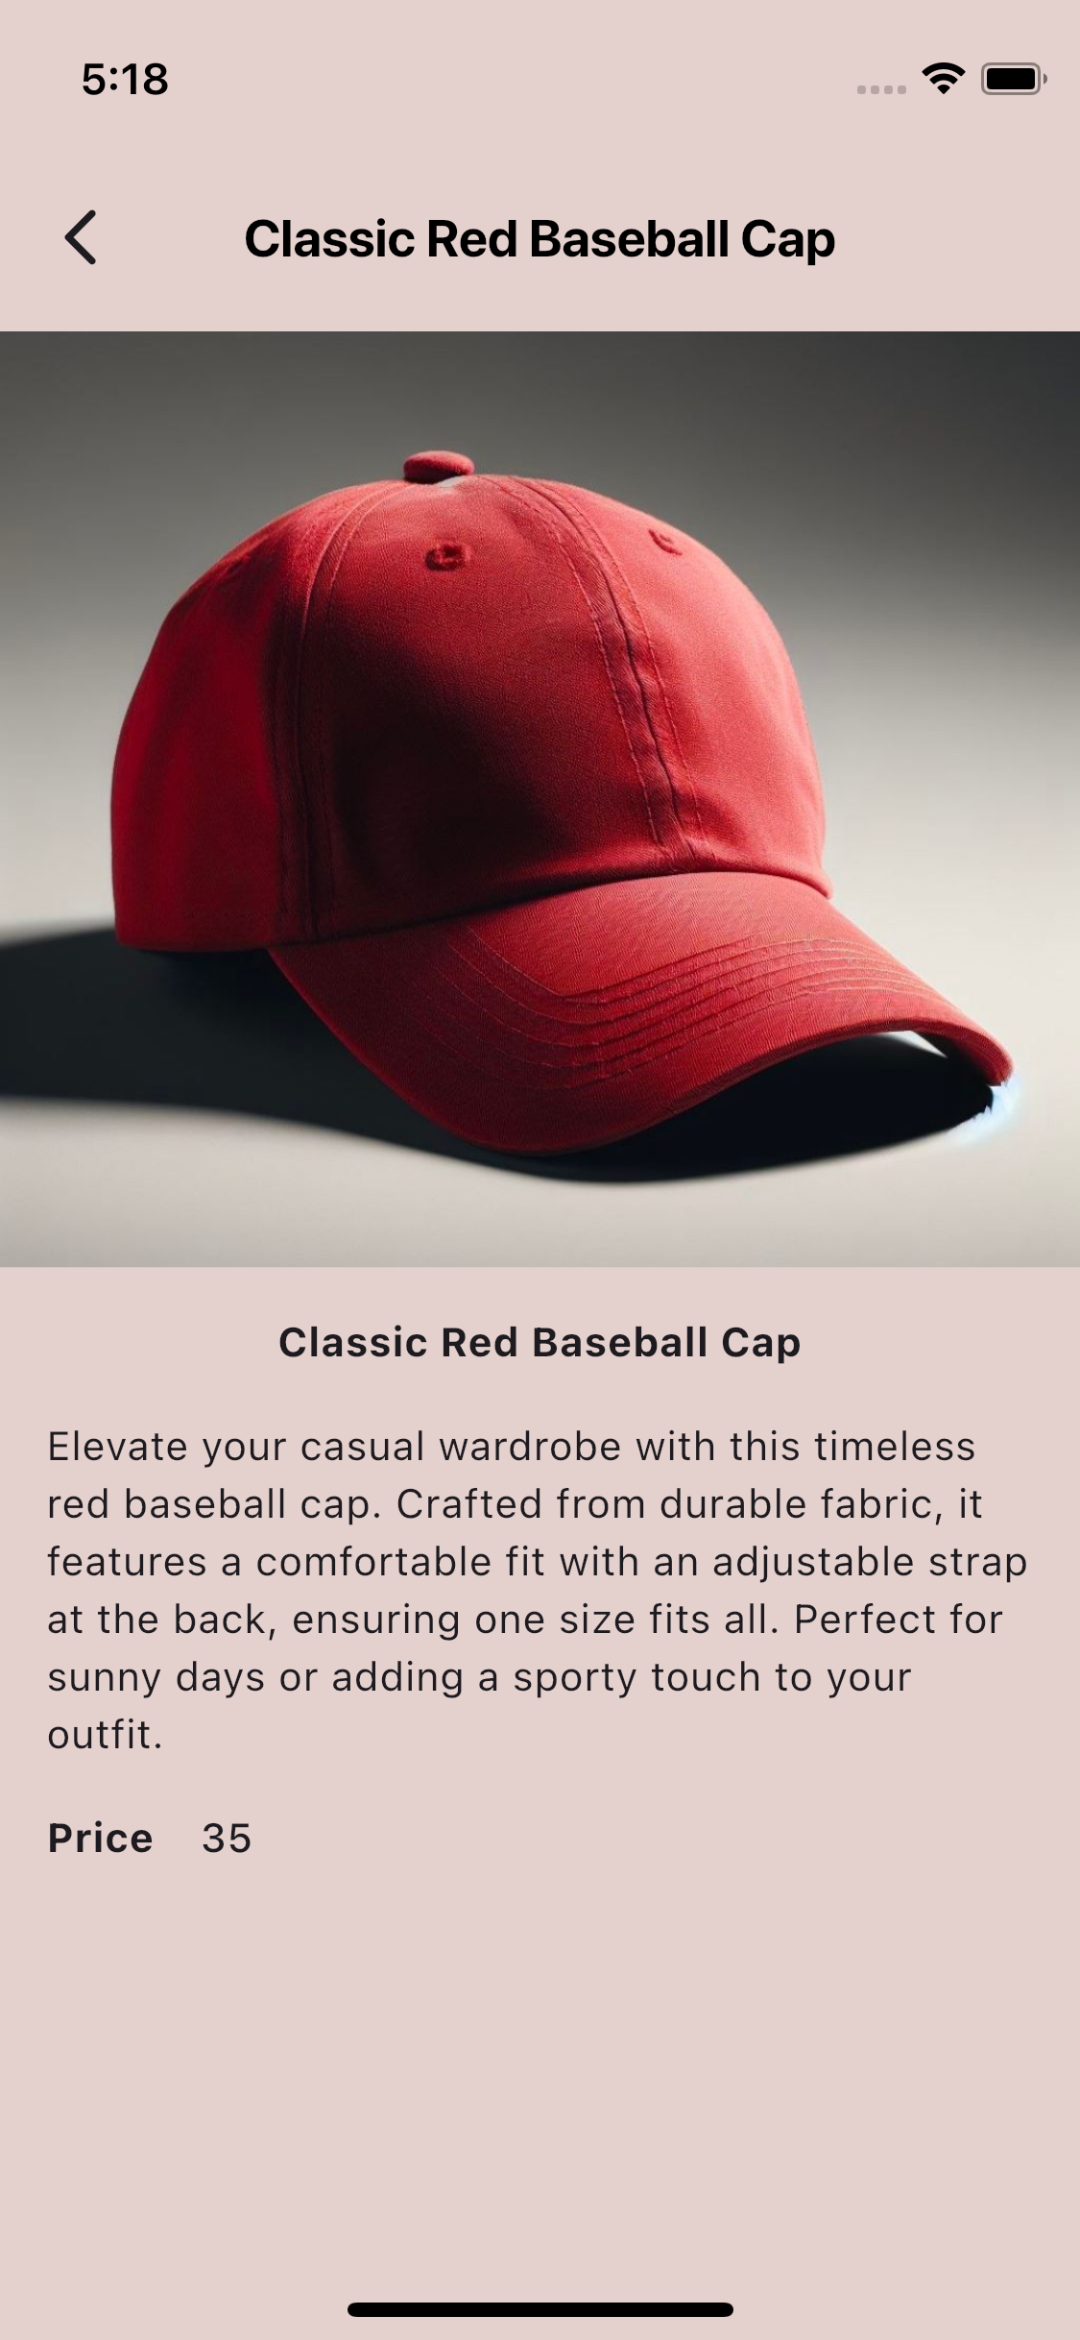 5:18
Classic Red Baseball Cap
Classic Red Baseball Cap
Elevate your casual wardrobe with this timeless
red baseball cap. Crafted from durable fabric, it
features a comfortable fit with an adjustable strap
at the back, ensuring one size fits all. Perfect for
sunny days or adding a sporty touch to your
outfit.
Price 35